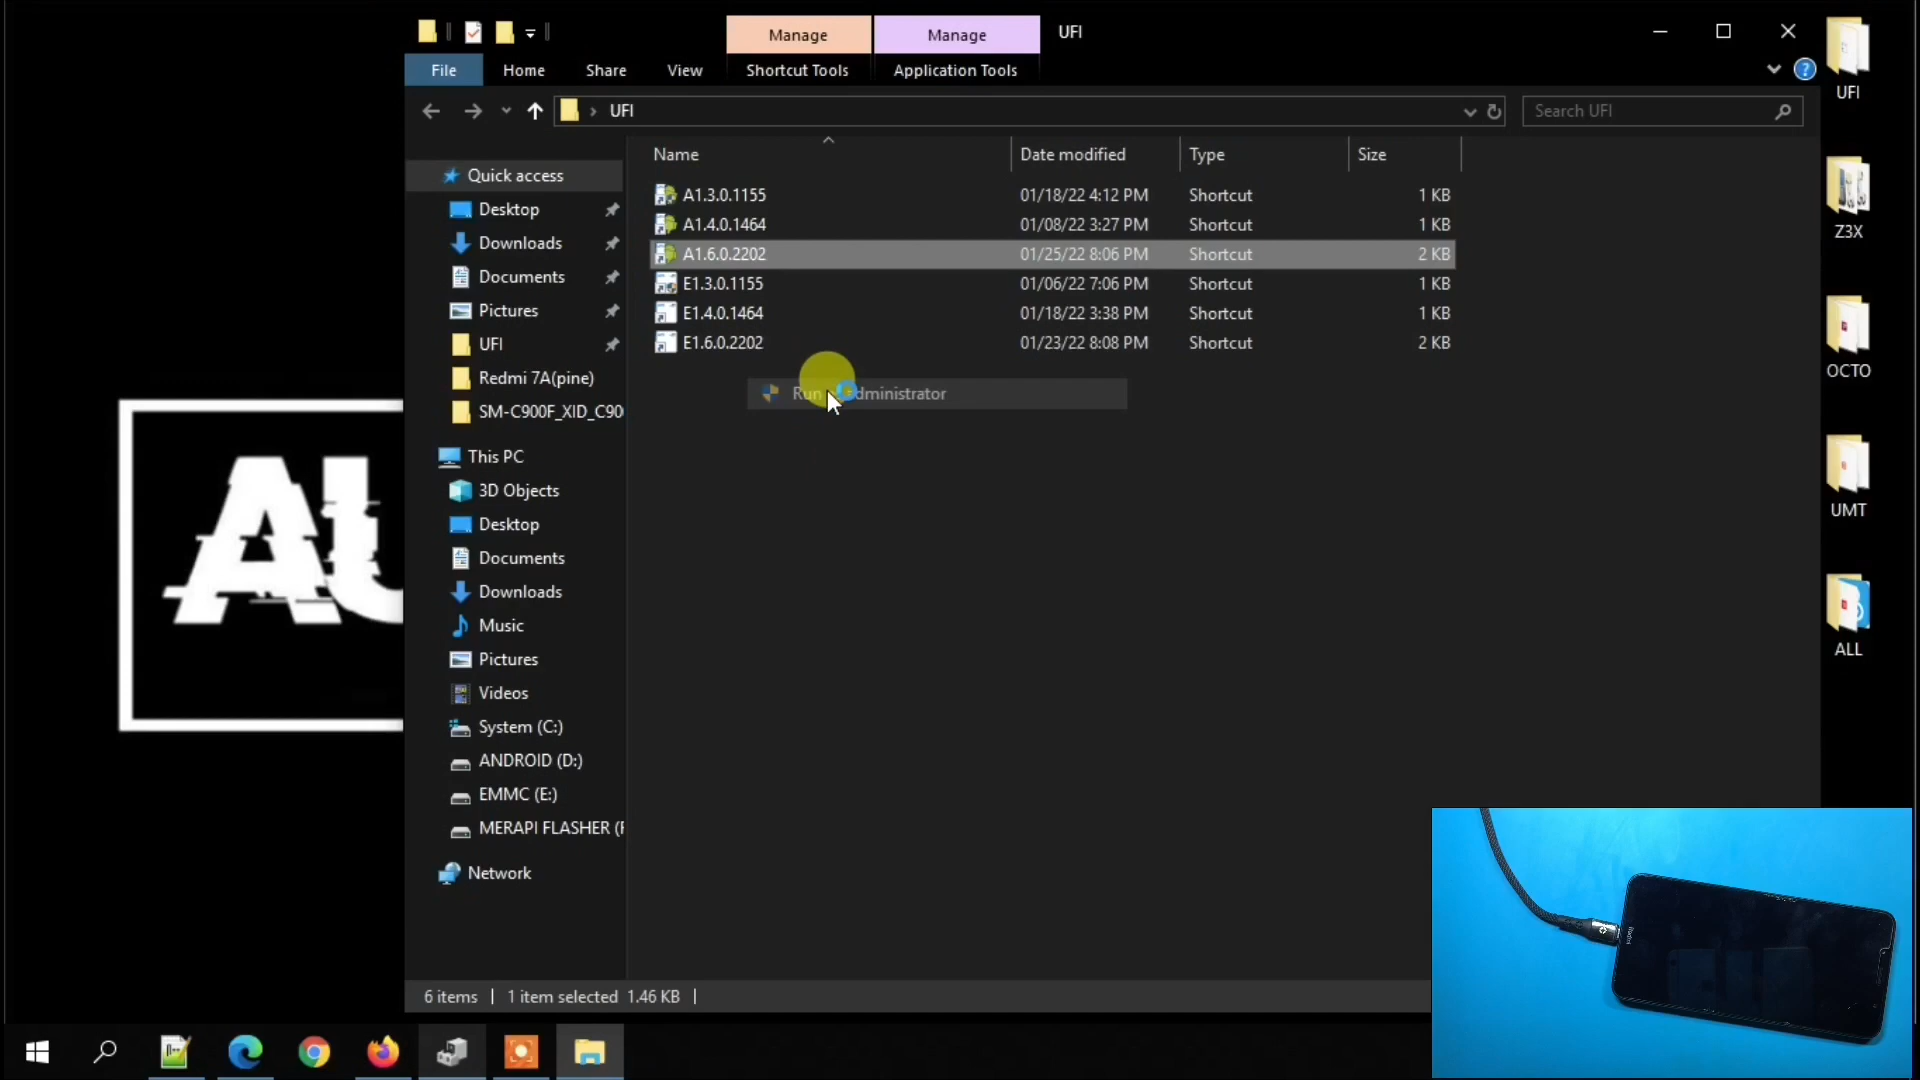 Manage
Manage
UFI
File
Home
Share
View
Shortcut Tools
Application Tools
UFI
Search UFI
Name
Date modified
Type
Size
A1.3.0.1155 01/18/22 4:12 PM Shortcut 1 KB
A1.4.0.1464 01/08/22 3:27 PM Shortcut 1 KB
A1.6.0.2202 01/25/22 8:06 PM Shortcut 2 KB
E1.3.0.1155 01/06/22 7:06 PM Shortcut 1 KB
E1.4.0.1464 01/18/22 3:38 PM Shortcut 1 KB
E1.6.0.2202 01/23/22 8:08 PM Shortcut 2 KB
Run dministrator
Quick access
Desktop
Downloads
Documents
Pictures
UFI
Redmi 7A(pine)
SM-C900F_XID_C90
This PC
3D Objects
Desktop
Documents
Downloads
Music
Pictures
Videos
System (C:)
ANDROID (D:)
EMMC (E:)
MERAPI FLASHER (F
Network
6 items
1 item selected 1.46 KB
AU
UFI
Z3X
OCTO
UMT
ALL
Redmi